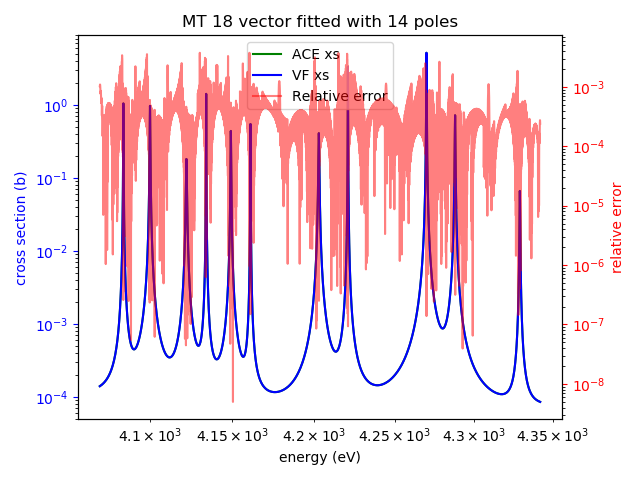 MT 18 vector fitted with 14 poles
ACE xs
VF xs
Relative error
10⁰
10⁻¹
10⁻²
10⁻³
10⁻⁴
cross section (b)
10⁻³
10⁻⁴
10⁻⁵
10⁻⁶
10⁻⁷
10⁻⁸
relative error
4.1 × 10³ 4.15 × 10³ 4.2 × 10³ 4.25 × 10³ 4.3 × 10³ 4.35 × 10³
energy (eV)